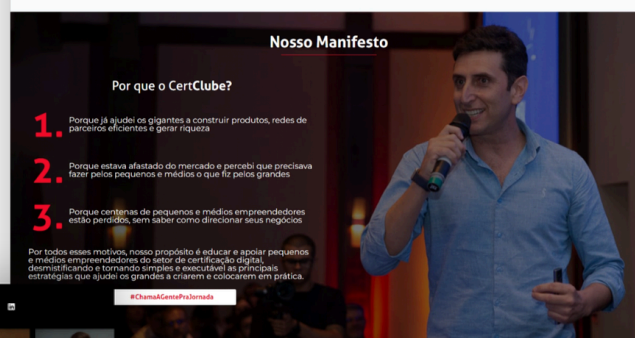 Nosso Manifesto
Por que o CertClube?
1. Porque já ajudei os gigantes a construir produtos, redes de
parceiros eficientes e gerar riqueza
2. Porque estava afastado do mercado e percebi que precisava
fazer pelos pequenos e médios o que fiz pelos grandes
3. Porque centenas de pequenos e médios empreendedores
estão perdidos, sem saber como direcionar seus negócios
Por todos esses motivos, nosso propósito é educar e apoiar pequenos
e médios empreendedores do setor de certificação digital,
desmistificando e tornando simples e executável as principais
estratégias que ajudei os grandes a criarem e colocarem em prática.
#ChamaAGentePraJornada
in